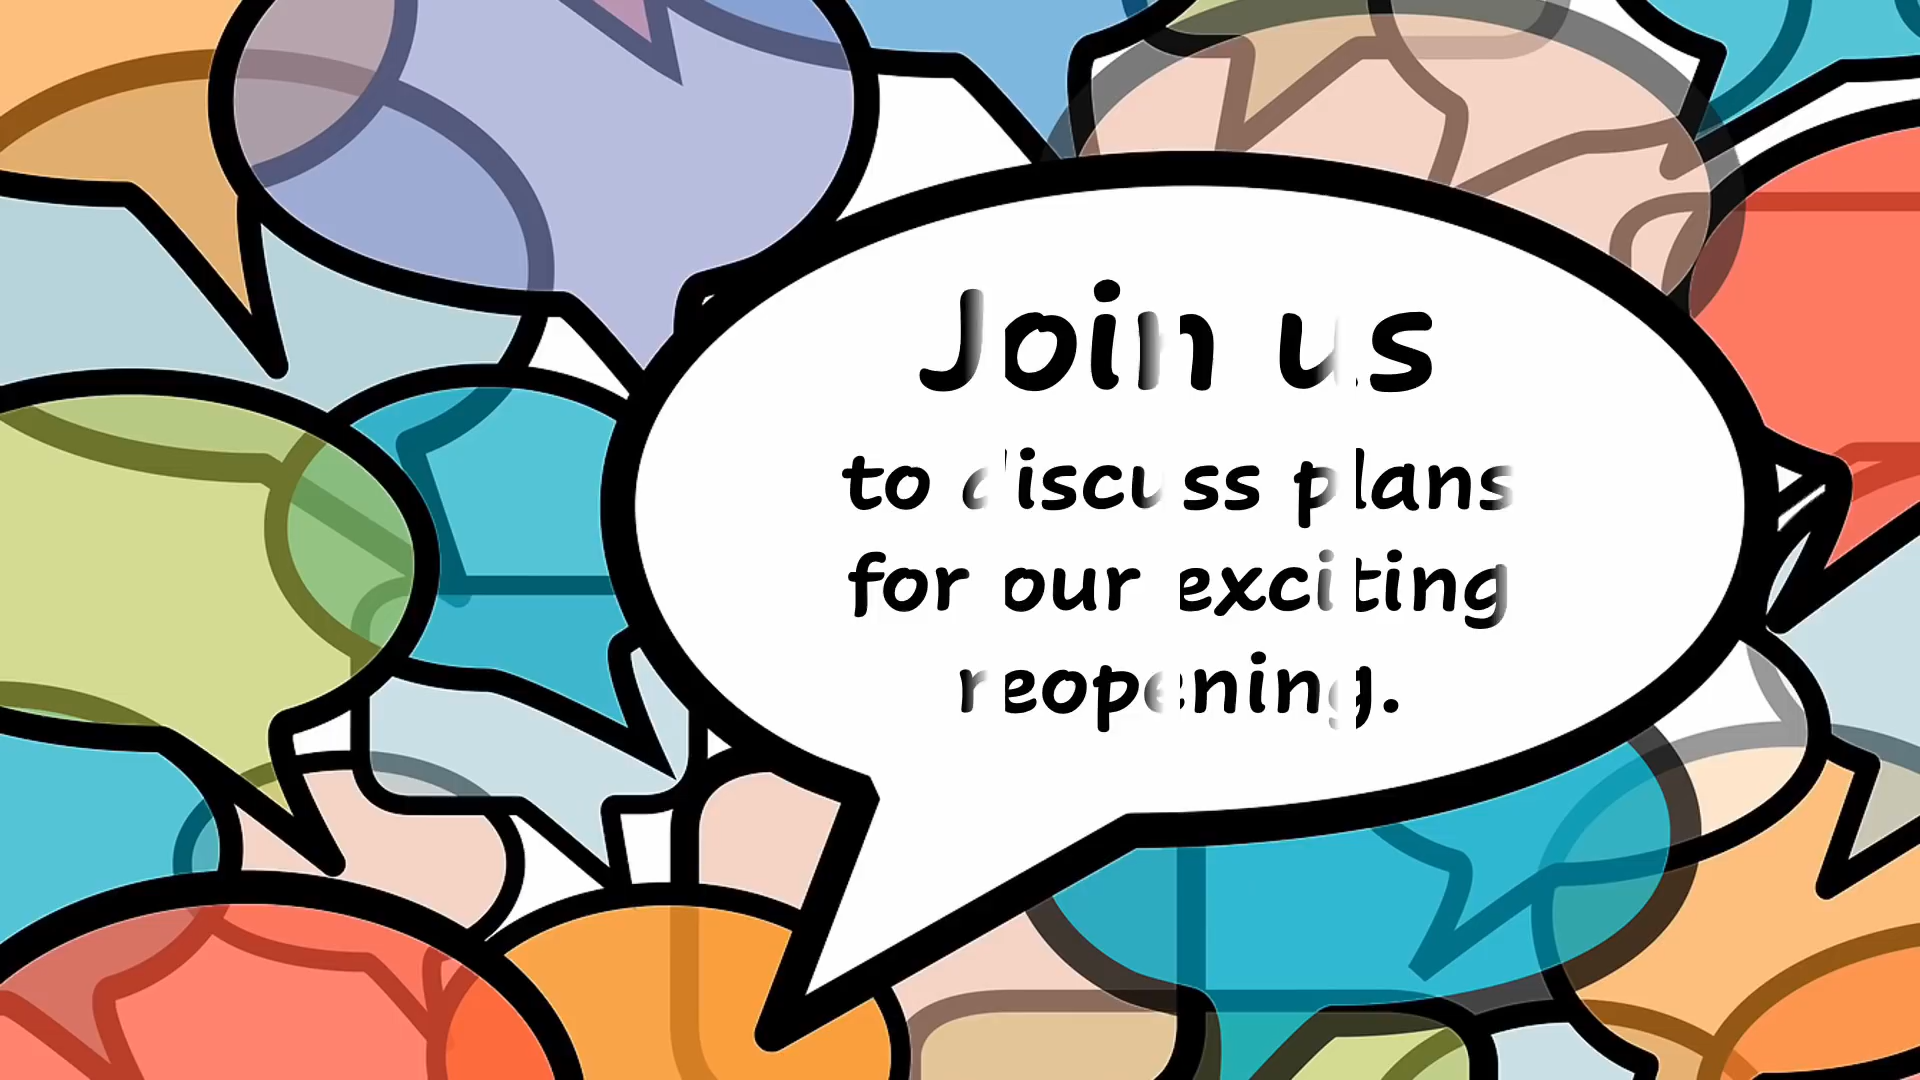 Join us
to discuss plans
for our exciting
reopening.